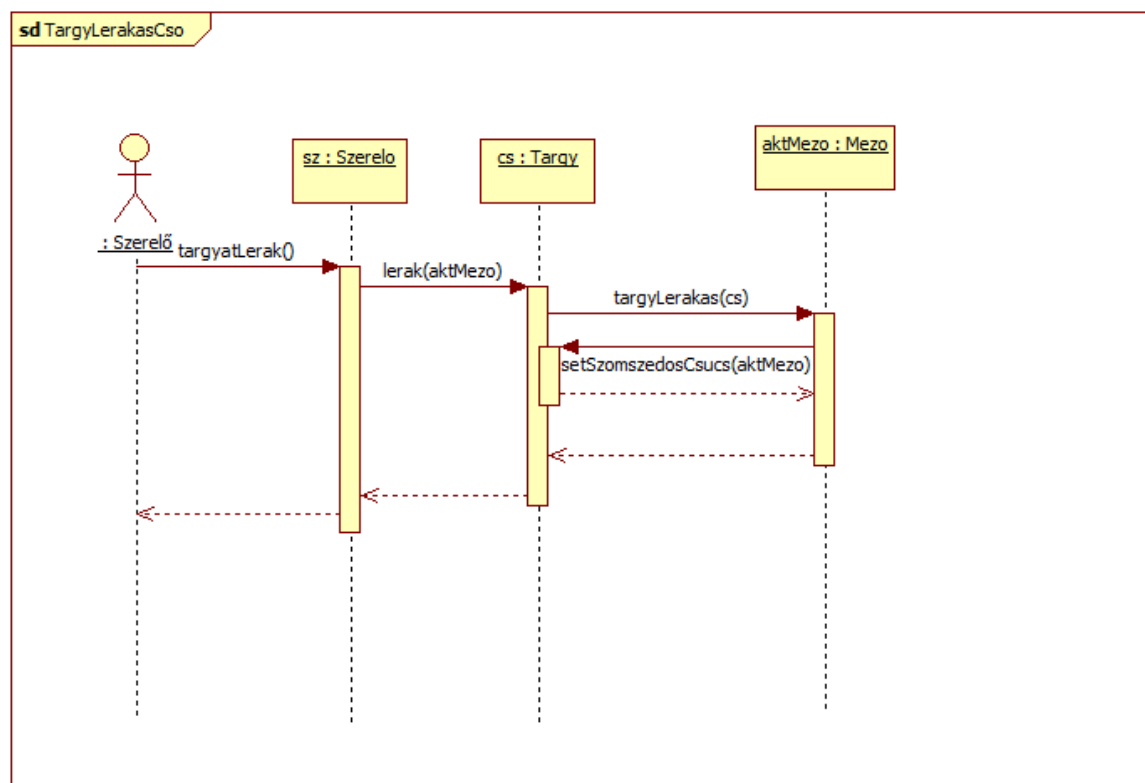 sd TargyLerakasCso
aktMezo : Mezo
sz : Szerelo
cs : Targy
: Szerelő
targyatLerak()
lerak(aktMezo)
targyLerakas(cs)
setSzomszedosCsucs(aktMezo)